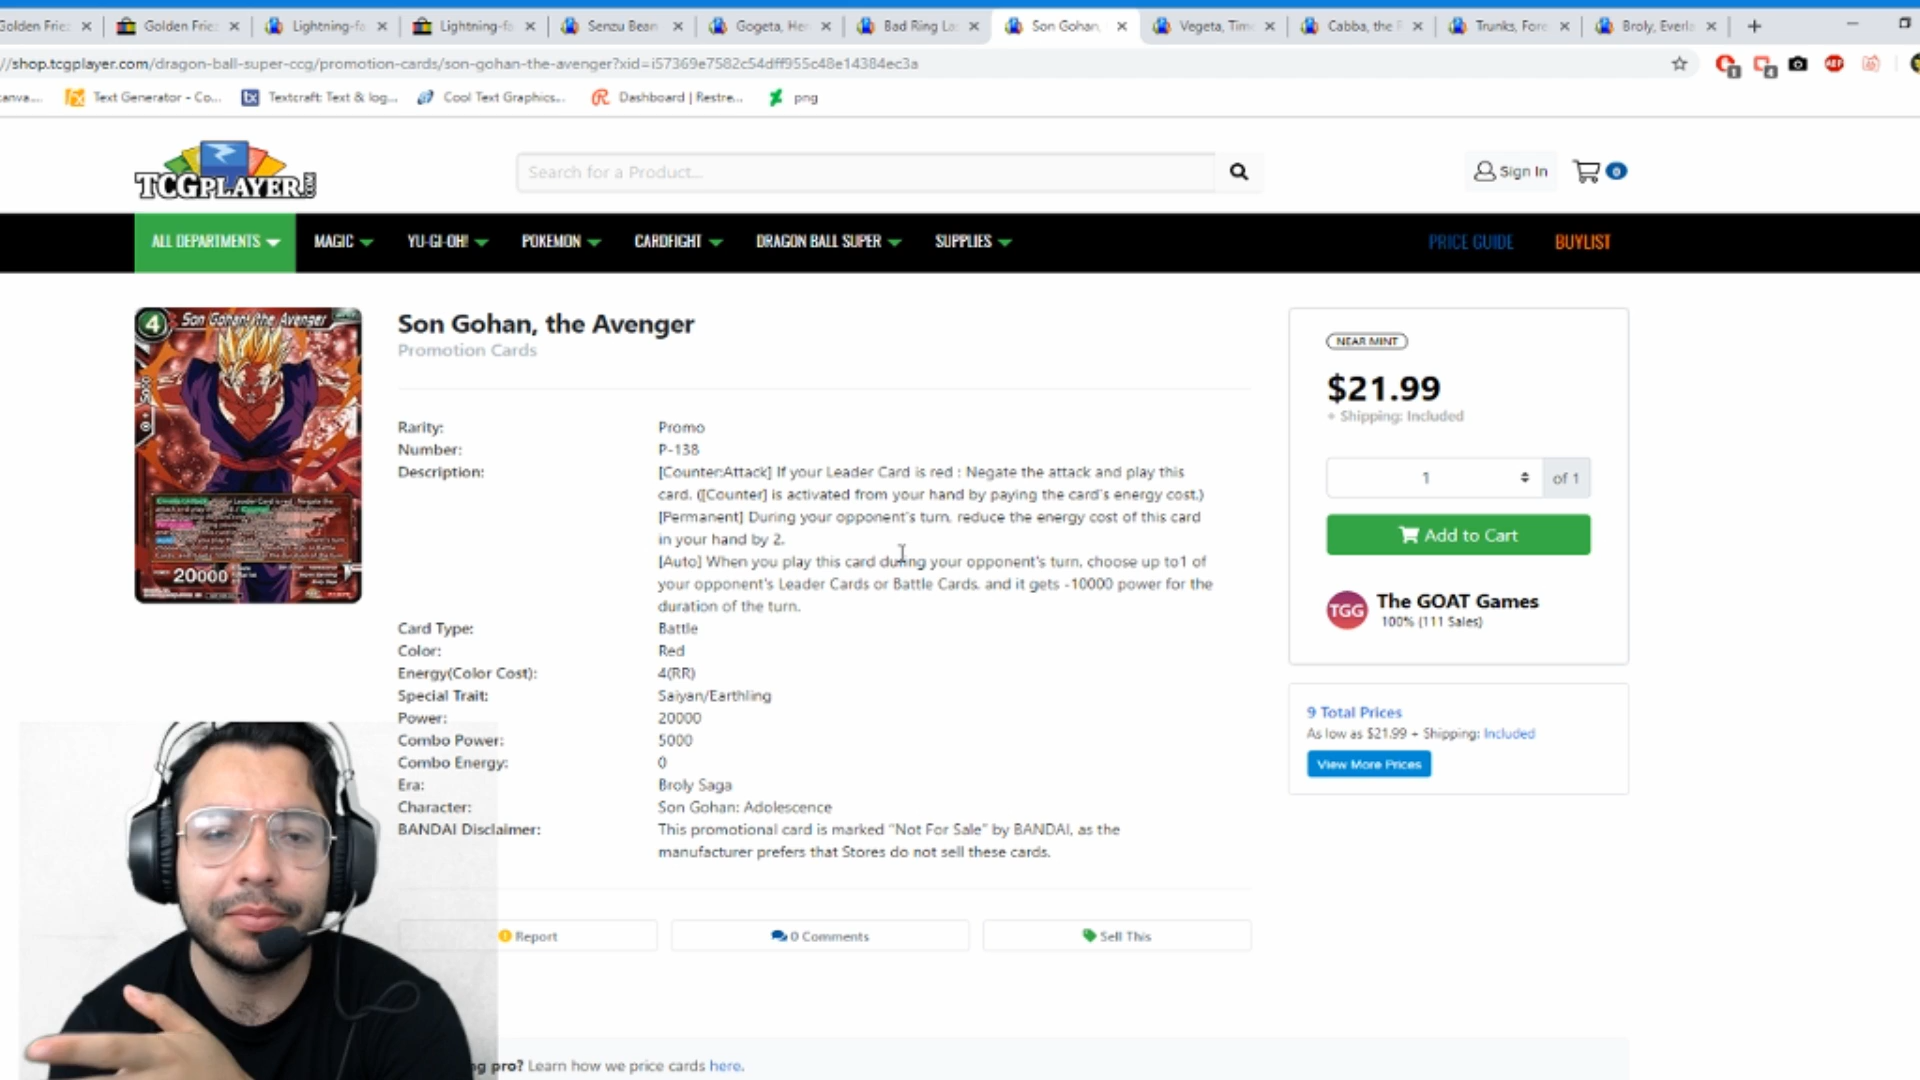 Golden Frie:
Golden Frie:
Lightning-fo
Lightning-fo
Senzu Bean
Gogeta, He
Bad Ring La
Son Gohan,
Vegeta, Tim
Cabba, the
Trunks, Fore
Broly, Everla
//shop.tcgplayer.com/dragon-ball-super-ccg/promotion-cards/son-gohan-the-avenger?xid=i57369e7582c54dff955c48e14384ec3a
anva....
Text Generator - Co...
Textcraft: Text & log...
Cool Text Graphics...
Dashboard | Restre...
png
TCGPLAYER.COM
Search for a Product...
Sign In
0
ALL DEPARTMENTS
MAGIC
YU-GI-OH!
POKEMON
CARDFIGHT
DRAGON BALL SUPER
SUPPLIES
PRICE GUIDE
BUYLIST
4
Son Gohan, the Avenger
20000
Son Gohan, the Avenger
Promotion Cards
Rarity: Promo
Number: P-138
Description: [Counter:Attack] If your Leader Card is red : Negate the attack and play this
card. ([Counter] is activated from your hand by paying the card's energy cost.)
[Permanent] During your opponent's turn, reduce the energy cost of this card
in your hand by 2.
[Auto] When you play this card during your opponent's turn, choose up to1 of
your opponent's Leader Cards or Battle Cards, and it gets -10000 power for the
duration of the turn.
Card Type: Battle
Color: Red
Energy(Color Cost): 4(RR)
Special Trait: Saiyan/Earthling
Power: 20000
Combo Power: 5000
Combo Energy: 0
Era: Broly Saga
Character: Son Gohan: Adolescence
BANDAI Disclaimer: This promotional card is marked "Not For Sale" by BANDAI, as the
manufacturer prefers that Stores do not sell these cards.
Report
0 Comments
Sell This
NEAR MINT
$21.99
+ Shipping: Included
1
of 1
Add to Cart
TGG
The GOAT Games
100% (111 Sales)
9 Total Prices
As low as $21.99 + Shipping: Included
View More Prices
g pro? Learn how we price cards here.